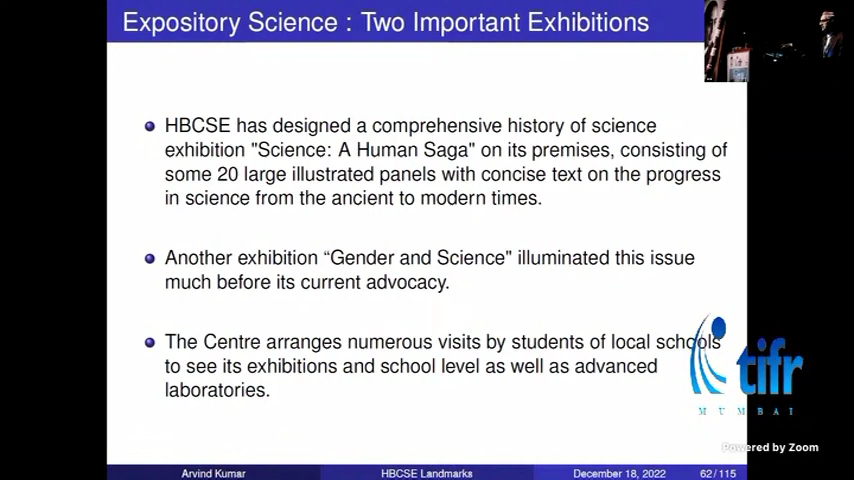 Expository Science : Two Important Exhibitions
HBCSE has designed a comprehensive history of science
exhibition "Science: A Human Saga" on its premises, consisting of
some 20 large illustrated panels with concise text on the progress
in science from the ancient to modern times.
Another exhibition “Gender and Science" illuminated this issue
much before its current advocacy.
The Centre arranges numerous visits by students of local schools
to see its exhibitions and school level as well as advanced
laboratories.
tifr
MUMBAI
Powered by Zoom
Arvind Kumar HBCSE Landmarks December 18, 2022 62/115